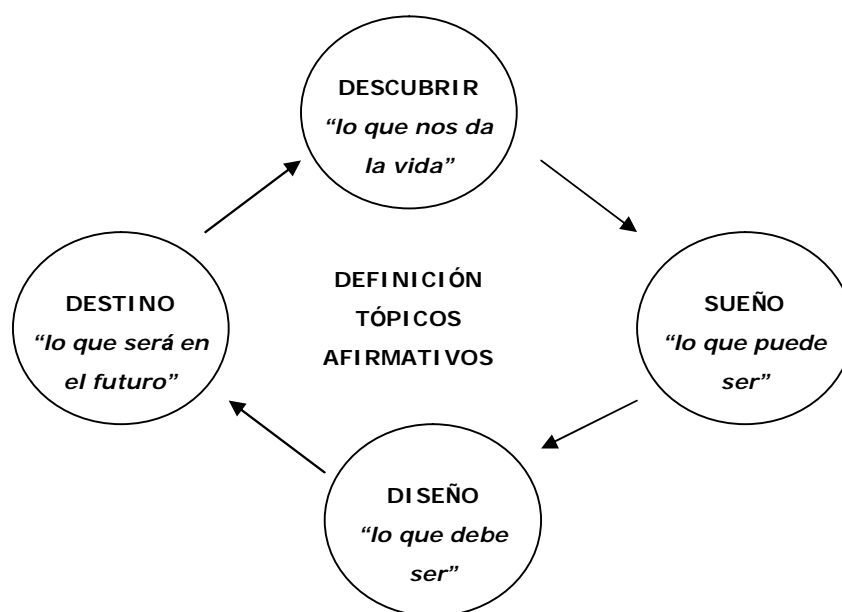 DESCUBRIR
“lo que nos da
la vida”
DEFINICIÓN
TÓPICOS
AFIRMATIVOS
DESTINO
“lo que será en
el futuro”
SUEÑO
“lo que puede
ser”
DISEÑO
“lo que debe
ser”